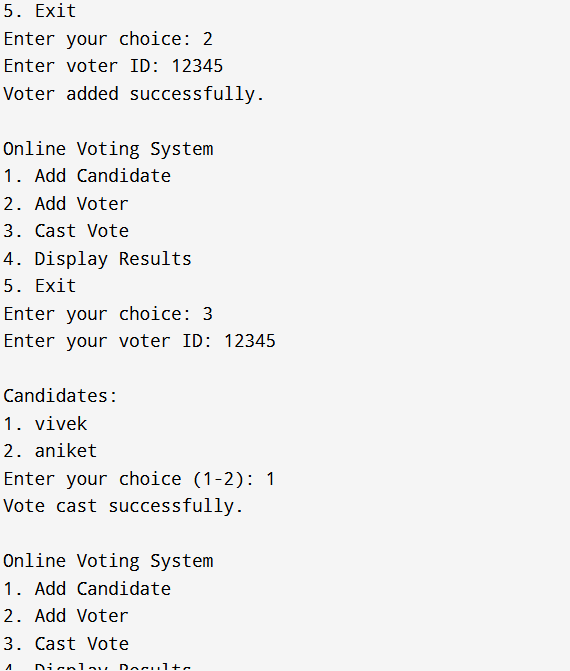 5. Exit
Enter your choice: 2
Enter voter ID: 12345
Voter added successfully.
Online Voting System
1. Add Candidate
2. Add Voter
3. Cast Vote
4. Display Results
5. Exit
Enter your choice: 3
Enter your voter ID: 12345
Candidates:
1. vivek
2. aniket
Enter your choice (1-2): 1
Vote cast successfully.
Online Voting System
1. Add Candidate
2. Add Voter
3. Cast Vote
4. Display Results